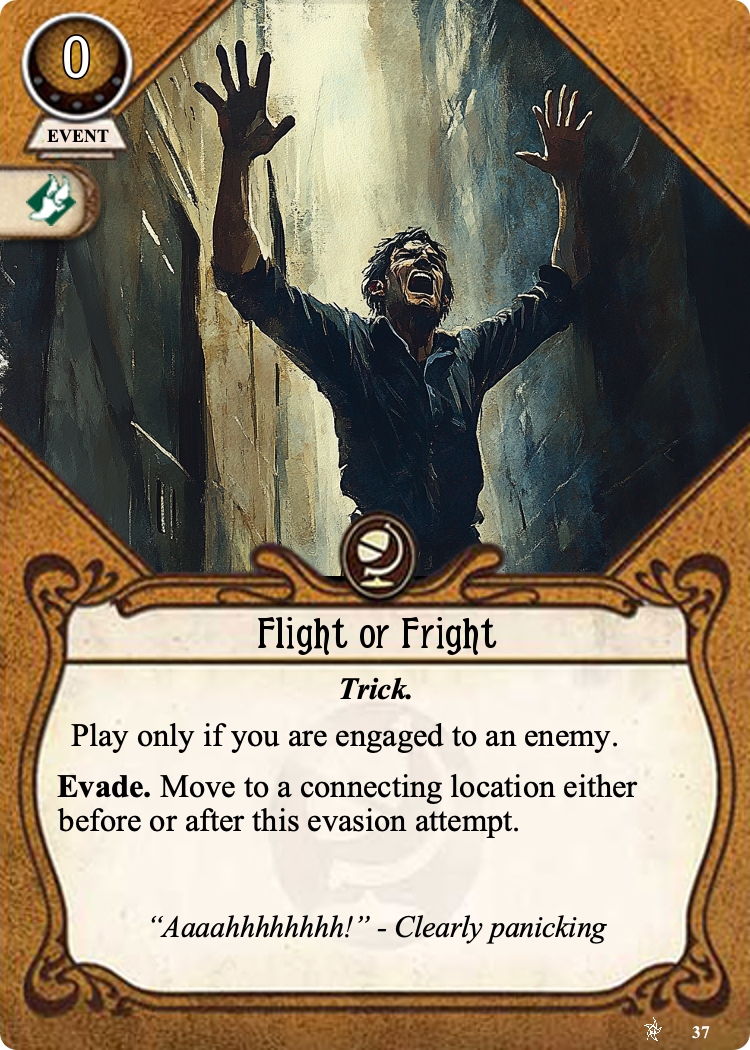 0
EVENT
Flight or Fright
Trick.
Play only if you are engaged to an enemy.
Evade. Move to a connecting location either
before or after this evasion attempt.
“Aaaahhhhhhhh!” - Clearly panicking
37